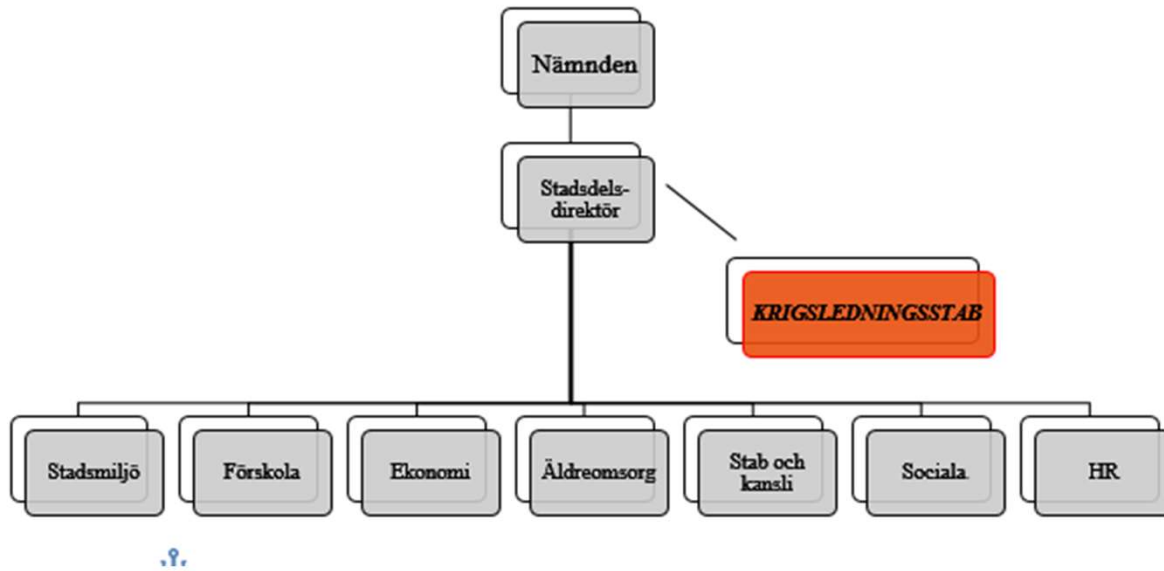 Nämnden
Stadsdels-
direktör
KRIGSLEDNINGSSTAB
Stadsmiljö
Förskola
Ekonomi
Äldreomsorg
Stab och
kansli
Sociala
HR